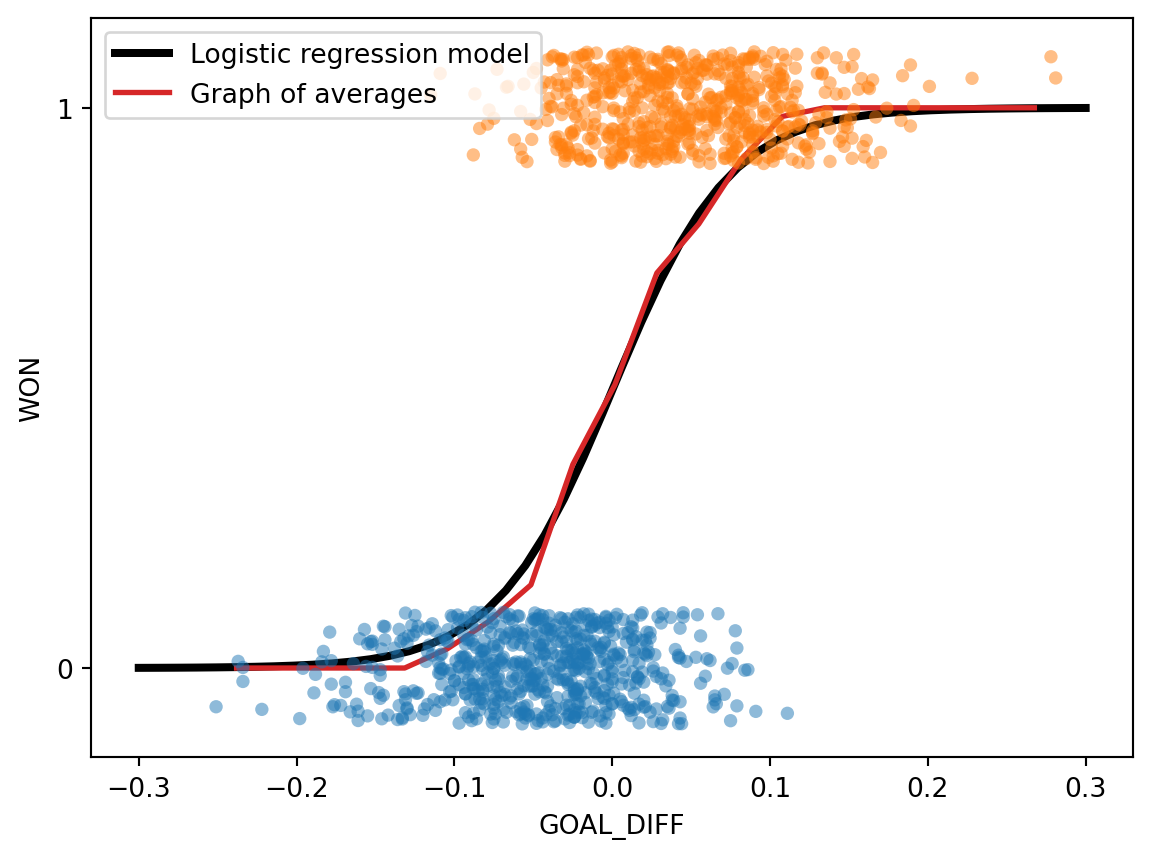 Logistic regression model
Graph of averages
1
WON
0
−0.3 −0.2 −0.1 0.0 0.1 0.2 0.3
GOAL_DIFF